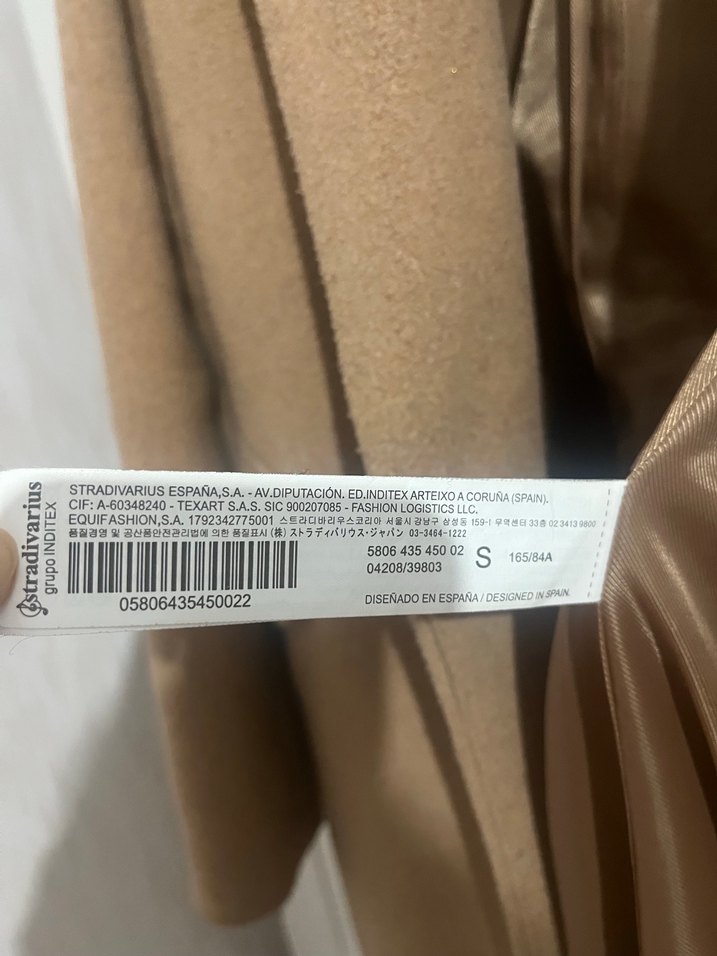 stradivarius
grupo INDITEX
STRADIVARIUS ESPAÑA,S.A. - AV.DIPUTACIÓN. ED.INDITEX ARTEIXO A CORUÑA (SPAIN).
CIF: A-60348240 - TEXART S.A.S. SIC 900207085 - FASHION LOGISTICS LLC.
EQUIFASHION,S.A. 1792342775001 스트라디바리우스코리아 서울시 강남구 삼성동 159-1 무역센터 33층 02 3413 9800
품질경영 및 공산품안전관리법에 의한 품질표시 (株) ストラディバリウス・ジャパン 03-3464-1222
5806 435 450 02 S 165/84A
04208/39803
05806435450022
DISEÑADO EN ESPAÑA / DESIGNED IN SPAIN.